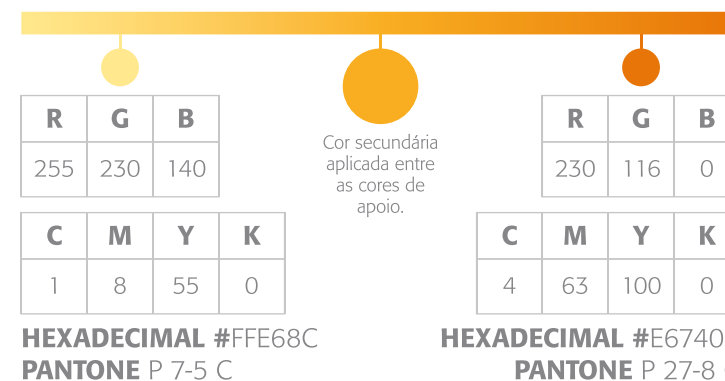 R G B
255 230 140
C M Y K
1 8 55 0
HEXADECIMAL #FFE68C
PANTONE P 7-5 C
Cor secundária
aplicada entre
as cores de
apoio.
R G B
230 116 0
C M Y K
4 63 100 0
HEXADECIMAL #E6740
PANTONE P 27-8